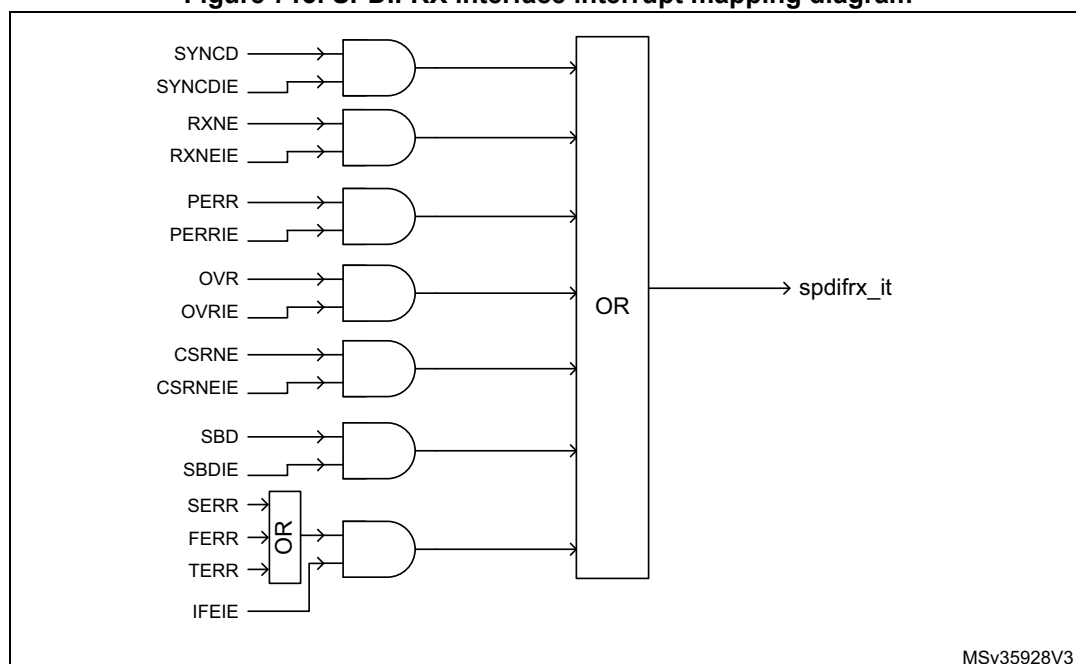 SYNCD
SYNCDIE
RXNE
RXNEIE
PERR
PERRIE
OVR
OVRIE
CSRNE
CSRNEIE
SBD
SBDIE
SERR
FERR
TERR
IFEIE
OR
OR
spdifrx_it
MSv35928V3